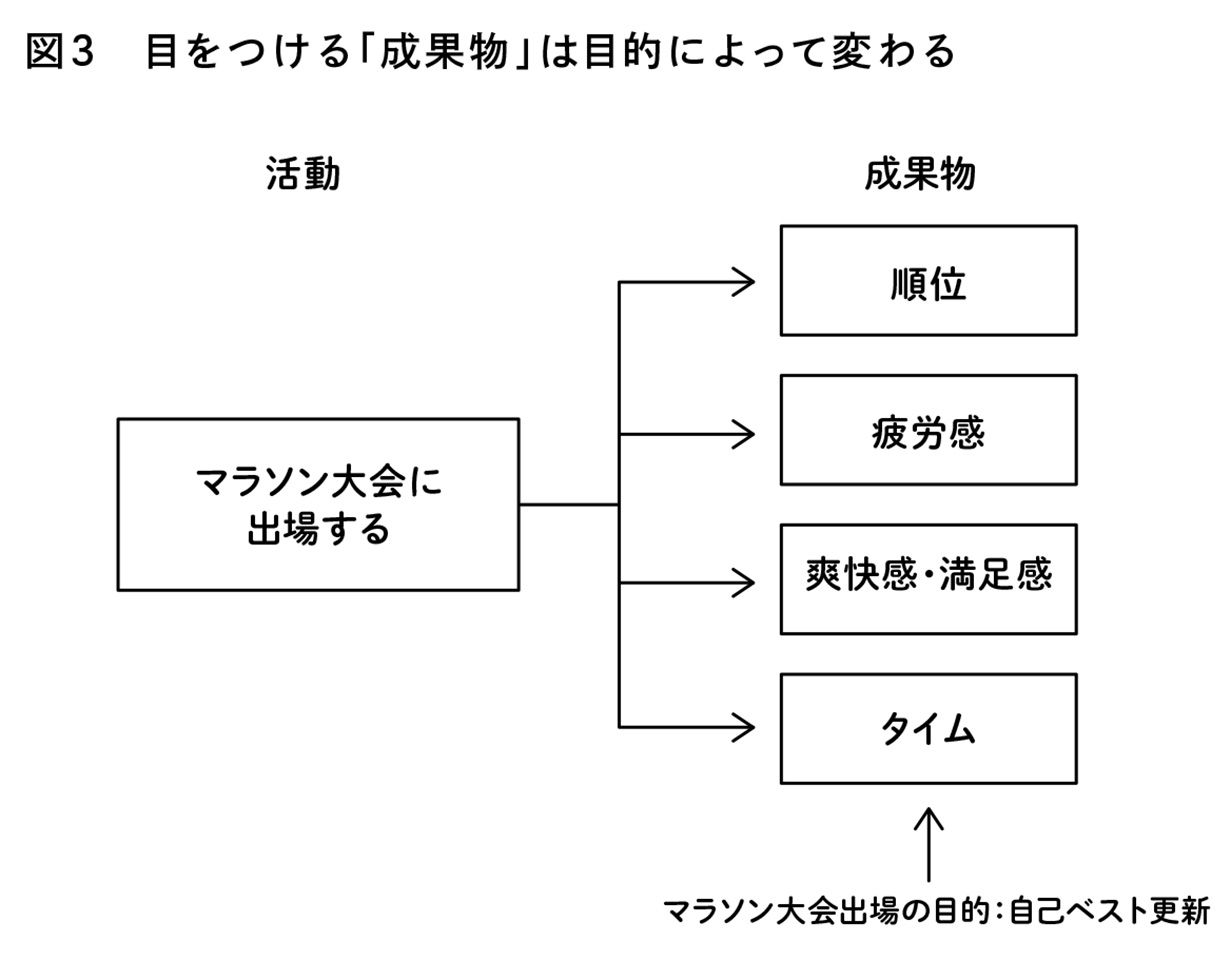 図3　目をつける「成果物」は目的によって変わる
活動
成果物
マラソン大会に
出場する
順位
疲労感
爽快感・満足感
タイム
マラソン大会出場の目的：自己ベスト更新